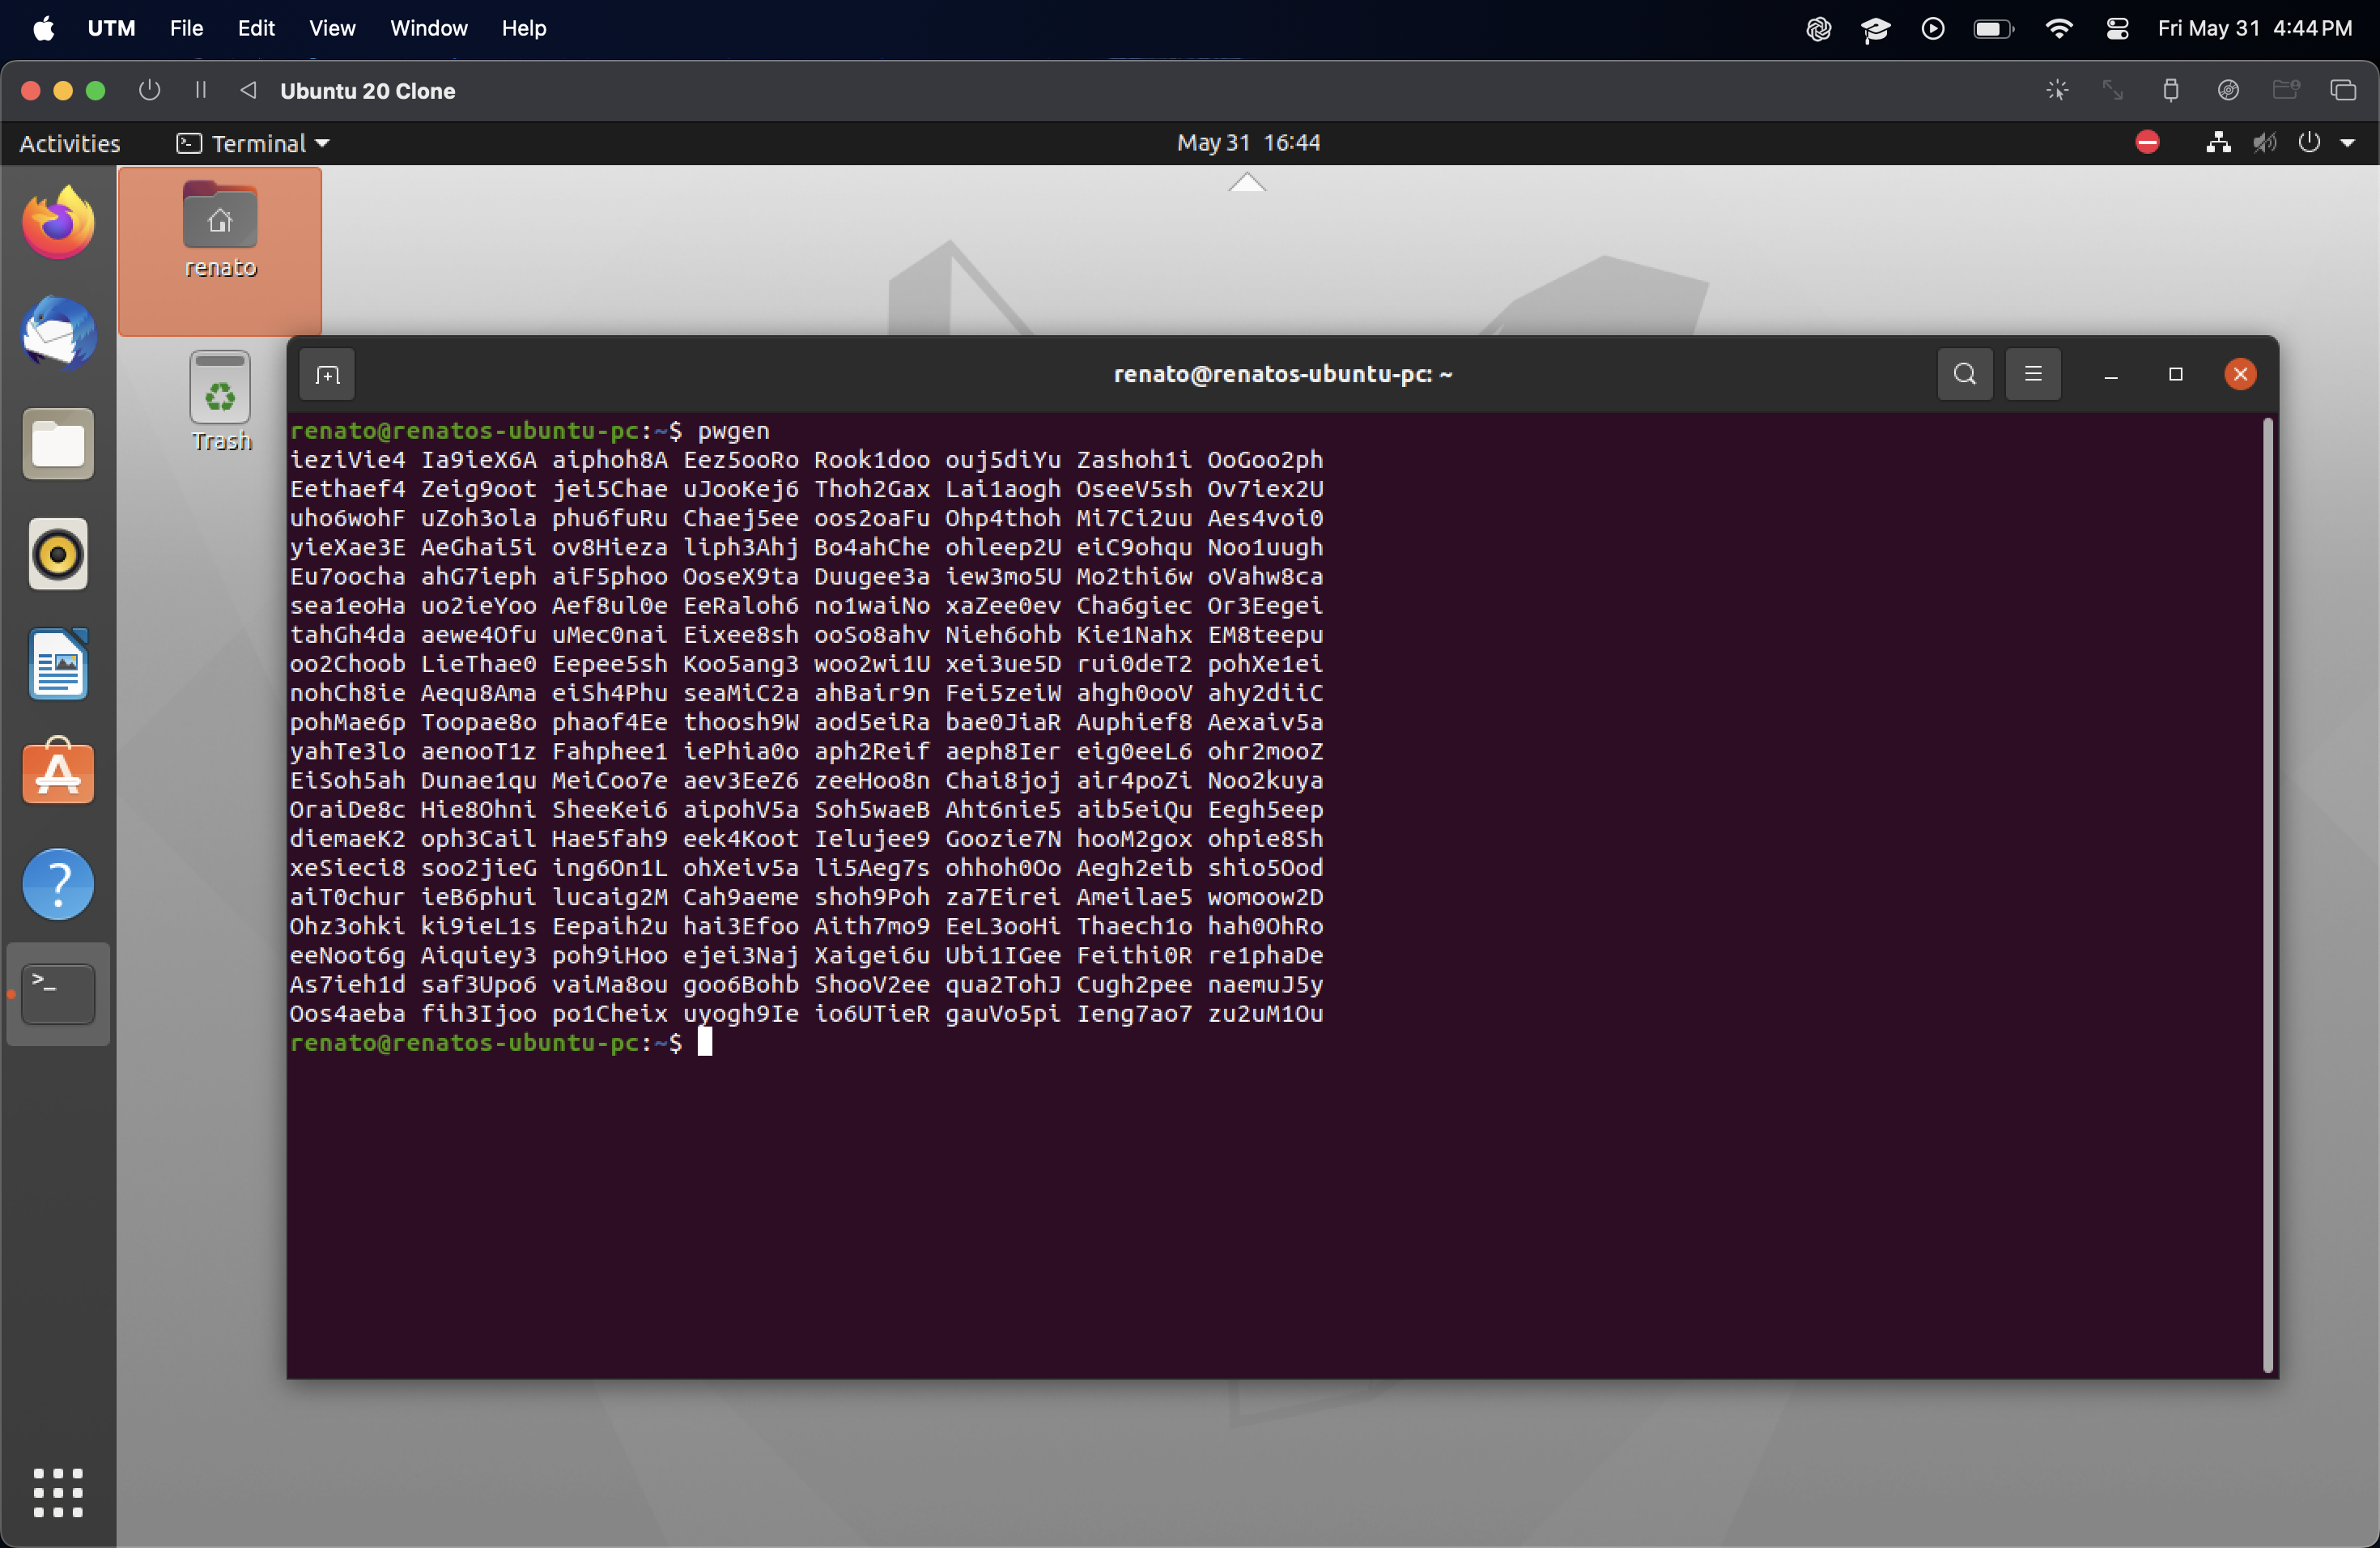 UTM File Edit View Window Help Fri May 31 4:44 PM
Ubuntu 20 Clone
Activities Terminal May 31 16:44
renato
Trash
renato@renatos-ubuntu-pc: ~
renato@renatos-ubuntu-pc:~$ pwgen
ieziVie4 Ia9ieX6A aiphoh8A Eez5ooRo Rook1doo ouj5diYu Zashoh1i OoGoo2ph
Eethaef4 Zeig9oot jei5Chae uJooKej6 Thoh2Gax Lai1aogh OseeV5sh Ov7iex2U
uho6wohF uZoh3ola phu6fuRu Chaej5ee oos2oaFu Ohp4thoh Mi7Ci2uu Aes4voi0
yieXae3E AeGhai5i ov8Hieza liph3Ahj Bo4ahChe ohleep2U eiC9ohqu Noo1uugh
Eu7oocha ahG7ieph aiF5phoo OoseX9ta Duugee3a iew3mo5U Mo2thi6w oVahw8ca
sea1eoHa uo2ieYoo Aef8ul0e EeRaloh6 no1waiNo xaZee0ev Cha6giec Or3Eegei
tahGh4da aewe4Ofu uMec0nai Eixee8sh ooSo8ahv Nieh6ohb Kie1Nahx EM8teepu
oo2Choob LieThae0 Eepee5sh Koo5ang3 woo2wi1U xei3ue5D rui0deT2 pohXe1ei
nohCh8ie Aequ8Ama eiSh4Phu seaMiC2a ahBair9n Fei5zeiW ahgh0ooV ahy2diiC
pohMae6p Toopae8o phaof4Ee thoosh9W aod5eiRa bae0JiaR Auphief8 Aexaiv5a
yahTe3lo aenooT1z Fahphee1 iePhia0o aph2Reif aeph8Ier eig0eeL6 ohr2mooZ
EiSoh5ah Dunae1qu MeiCoo7e aev3EeZ6 zeeHoo8n Chai8joj air4poZi Noo2kuya
OraiDe8c Hie8Ohni SheeKei6 aipohV5a Soh5waeB Aht6nie5 aib5eiQu Eegh5eep
diemaeK2 oph3Cail Hae5fah9 eek4Koot Ielujee9 Goozie7N hooM2gox ohpie8Sh
xeSieci8 soo2jieG ing6On1L ohXeiv5a li5Aeg7s ohhoh0Oo Aegh2eib shio5Ood
aiT0chur ieB6phui lucaig2M Cah9aeme shoh9Poh za7Eirei Ameilae5 womoow2D
Ohz3ohki ki9ieL1s Eepaih2u hai3Efoo Aith7mo9 EeL3ooHi Thaech1o hah0OhRo
eeNoot6g Aiquiey3 poh9iHoo ejei3Naj Xaigei6u Ubi1IGee Feithi0R re1phaDe
As7ieh1d saf3Upo6 vaiMa8ou goo6Bohb ShooV2ee qua2TohJ Cugh2pee naemuJ5y
Oos4aeba fih3Ijoo po1Cheix uyogh9Ie io6UTieR gauVo5pi Ieng7ao7 zu2uM1Ou
renato@renatos-ubuntu-pc:~$